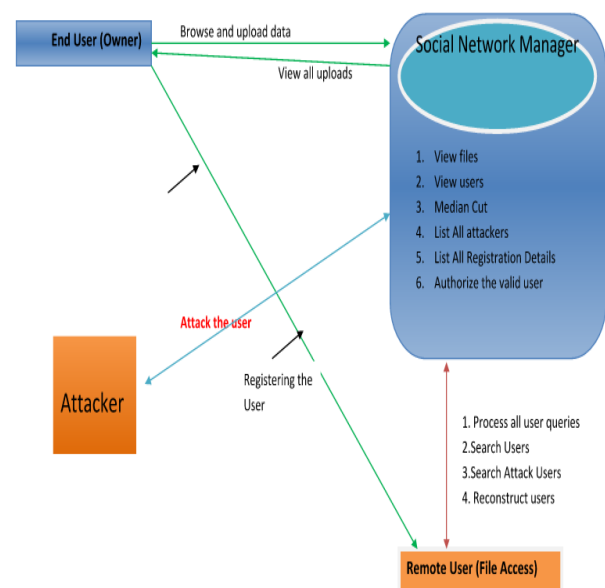 End User (Owner)
Browse and upload data
View all uploads
Social Network Manager
1. View files
2. View users
3. Median Cut
4. List All attackers
5. List All Registration Details
6. Authorize the valid user
Attack the user
Attacker
Registering the
User
1. Process all user queries
2.Search Users
3.Search Attack Users
4. Reconstruct users
Remote User (File Access)